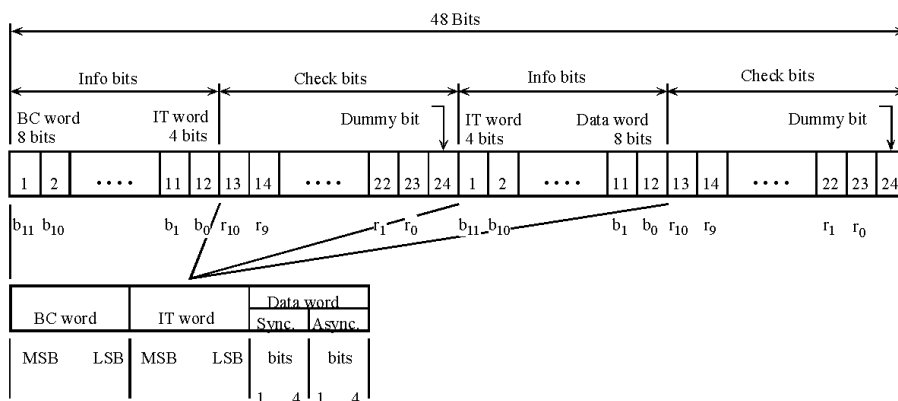 48 Bits
Info bits Check bits Info bits Check bits
BC word IT word Dummy bit IT word Data word Dummy bit
8 bits 4 bits 4 bits 8 bits
1 2 .... 11 12 13 14 .... 22 23 24 1 2 .... 11 12 13 14 .... 22 23 24
b11 b10 b1 b0 r10 r9 r1 r0 b11 b10 b1 b0 r10 r9 r1 r0
BC word IT word Data word
Sync. Async.
MSB LSB MSB LSB bits bits
1 4 1 4